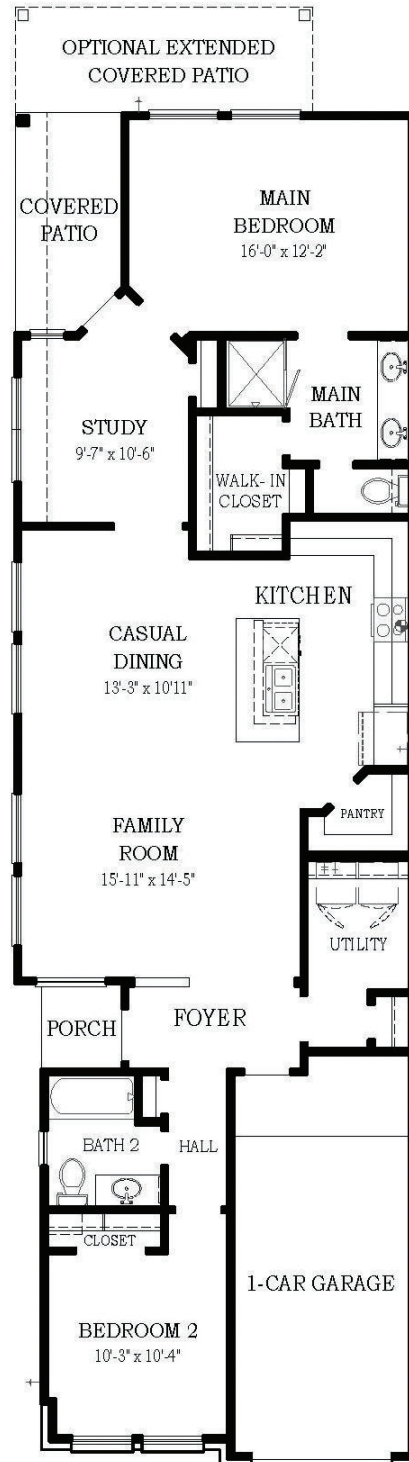 OPTIONAL EXTENDED
COVERED PATIO
COVERED
PATIO
MAIN
BEDROOM
16'-0" x 12'-2"
STUDY
9'-7" x 10'-6"
MAIN
BATH
WALK-IN
CLOSET
KITCHEN
CASUAL
DINING
13'-3" x 10'11"
PANTRY
FAMILY
ROOM
15'-11" x 14'-5"
UTILITY
PORCH
FOYER
BATH 2
HALL
CLOSET
1-CAR GARAGE
BEDROOM 2
10'-3" x 10'-4"